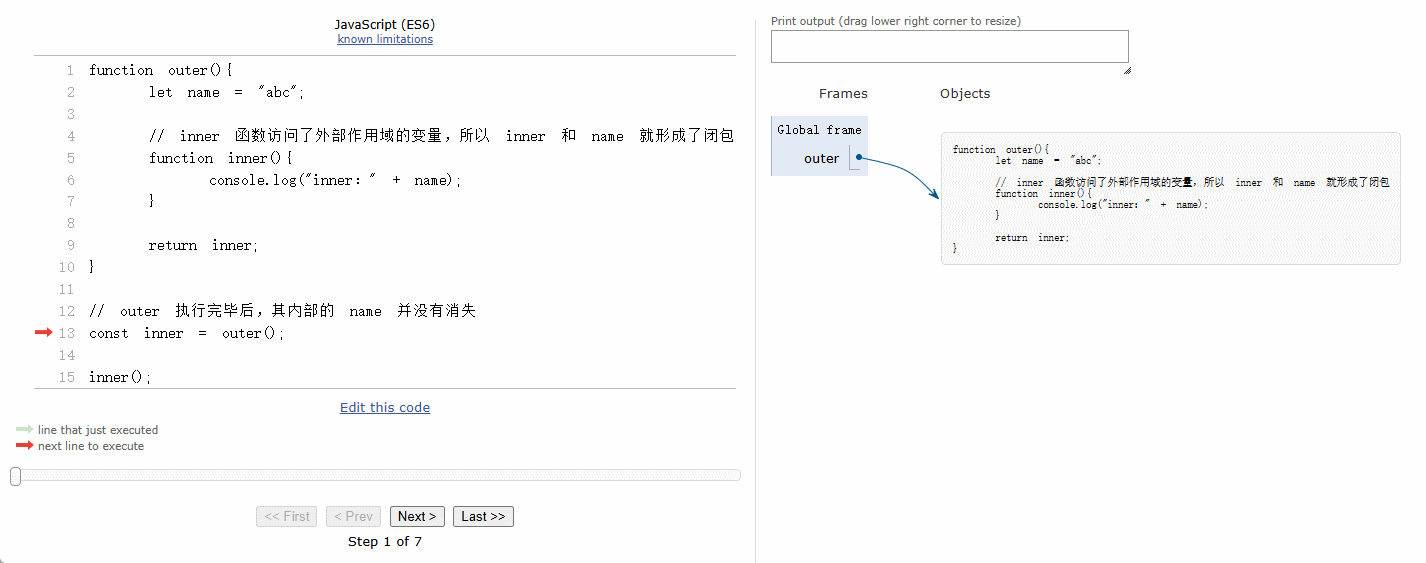 JavaScript (ES6)
known limitations
1 function outer(){
2 let name = "abc";
3
4 // inner 函数访问了外部作用域的变量，所以 inner 和 name 就形成了闭包
5 function inner(){
6 console.log("inner: " + name);
7 }
8
9 return inner;
10 }
11
12 // outer 执行完毕后，其内部的 name 并没有消失
13 const inner = outer();
14
15 inner();
Edit this code
line that just executed
next line to execute
<< First < Prev Next > Last >>
Step 1 of 7
Print output (drag lower right corner to resize)
Frames Objects
Global frame
outer
function outer(){
let name = "abc";
// inner 函数访问了外部作用域的变量，所以 inner 和 name 就形成了闭包
function inner(){
console.log("inner: " + name);
}
return inner;
}